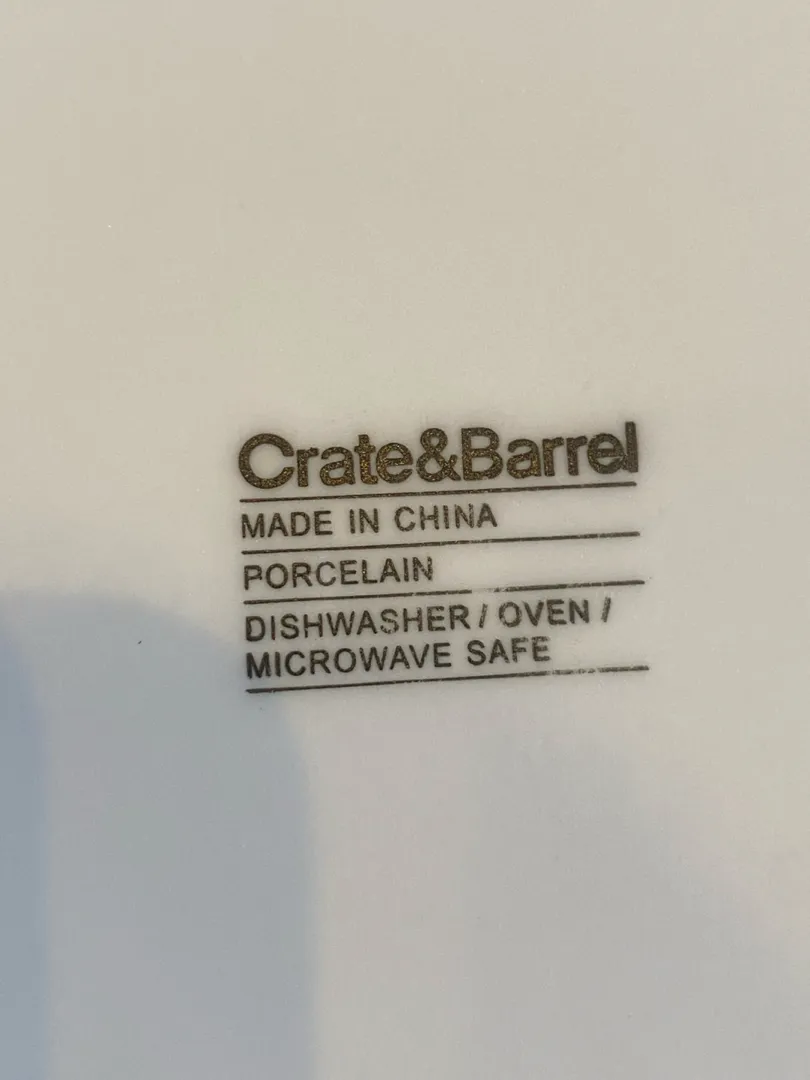 Crate&Barrel
MADE IN CHINA
PORCELAIN
DISHWASHER / OVEN /
MICROWAVE SAFE